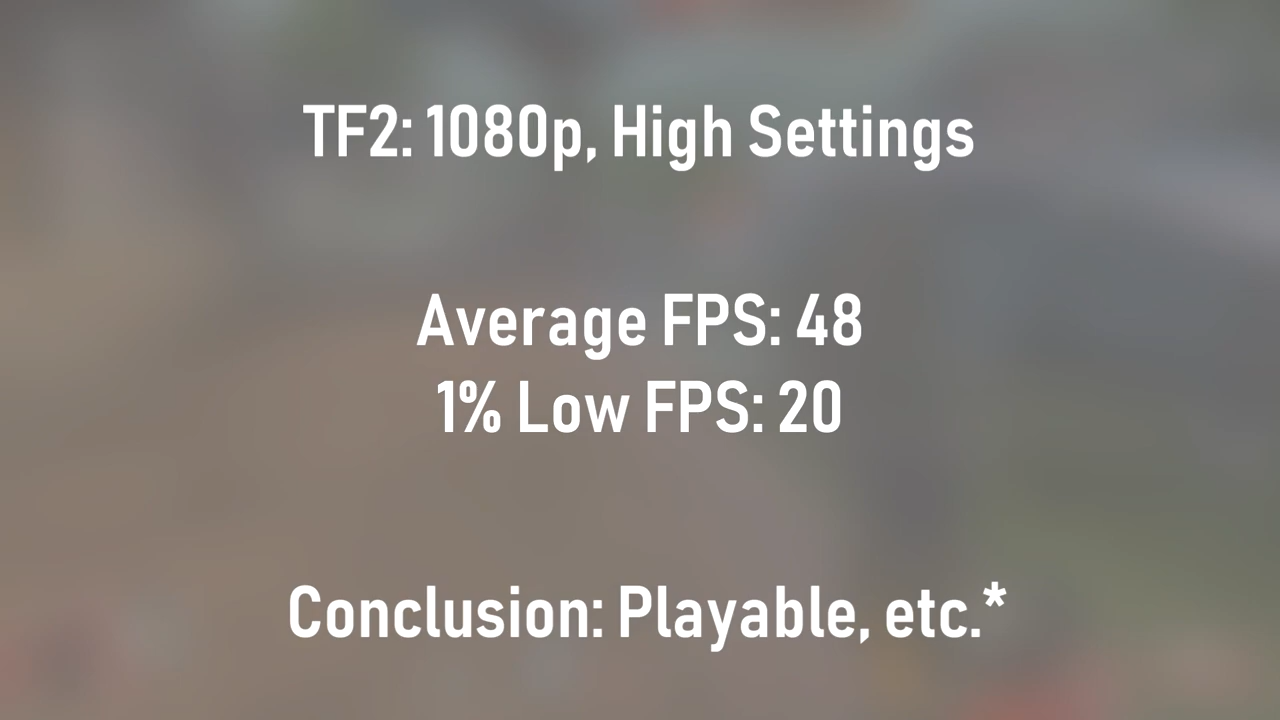 TF2: 1080p, High Settings
Average FPS: 48
1% Low FPS: 20
Conclusion: Playable, etc.*